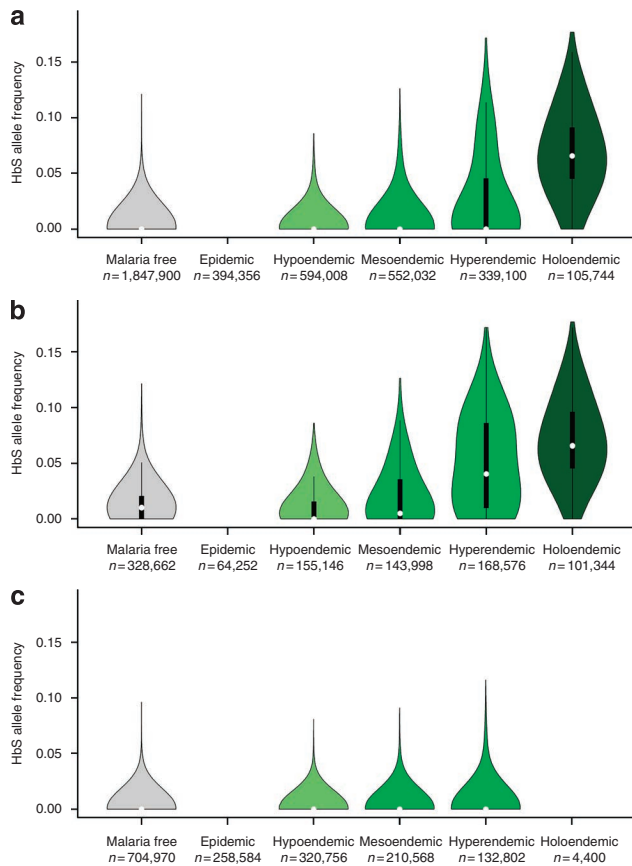 a
HbS allele frequency
0.15
0.10
0.05
0.00
Malaria free Epidemic Hypoendemic Mesoendemic Hyperendemic Holoendemic
n=1,847,900 n=394,356 n=594,008 n=552,032 n=339,100 n=105,744
b
HbS allele frequency
0.15
0.10
0.05
0.00
Malaria free Epidemic Hypoendemic Mesoendemic Hyperendemic Holoendemic
n=328,662 n=64,252 n=155,146 n=143,998 n=168,576 n=101,344
c
HbS allele frequency
0.15
0.10
0.05
0.00
Malaria free Epidemic Hypoendemic Mesoendemic Hyperendemic Holoendemic
n=704,970 n=258,584 n=320,756 n=210,568 n=132,802 n=4,400